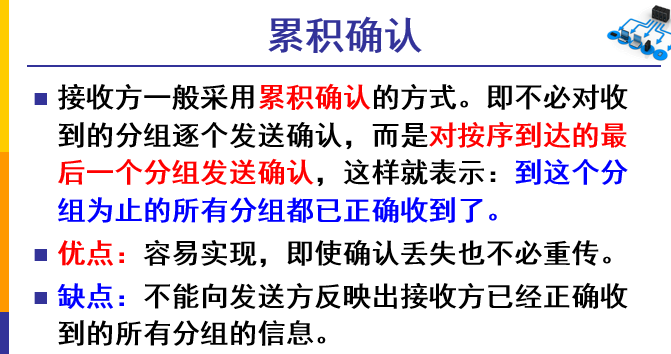 累积确认
接收方一般采用累积确认的方式。即不必对收
到的分组逐个发送确认，而是对按序到达的最
后一个分组发送确认，这样就表示：到这个分
组为止的所有分组都已正确收到了。
优点：容易实现，即使确认丢失也不必重传。
缺点：不能向发送方反映出接收方已经正确收
到的所有分组的信息。